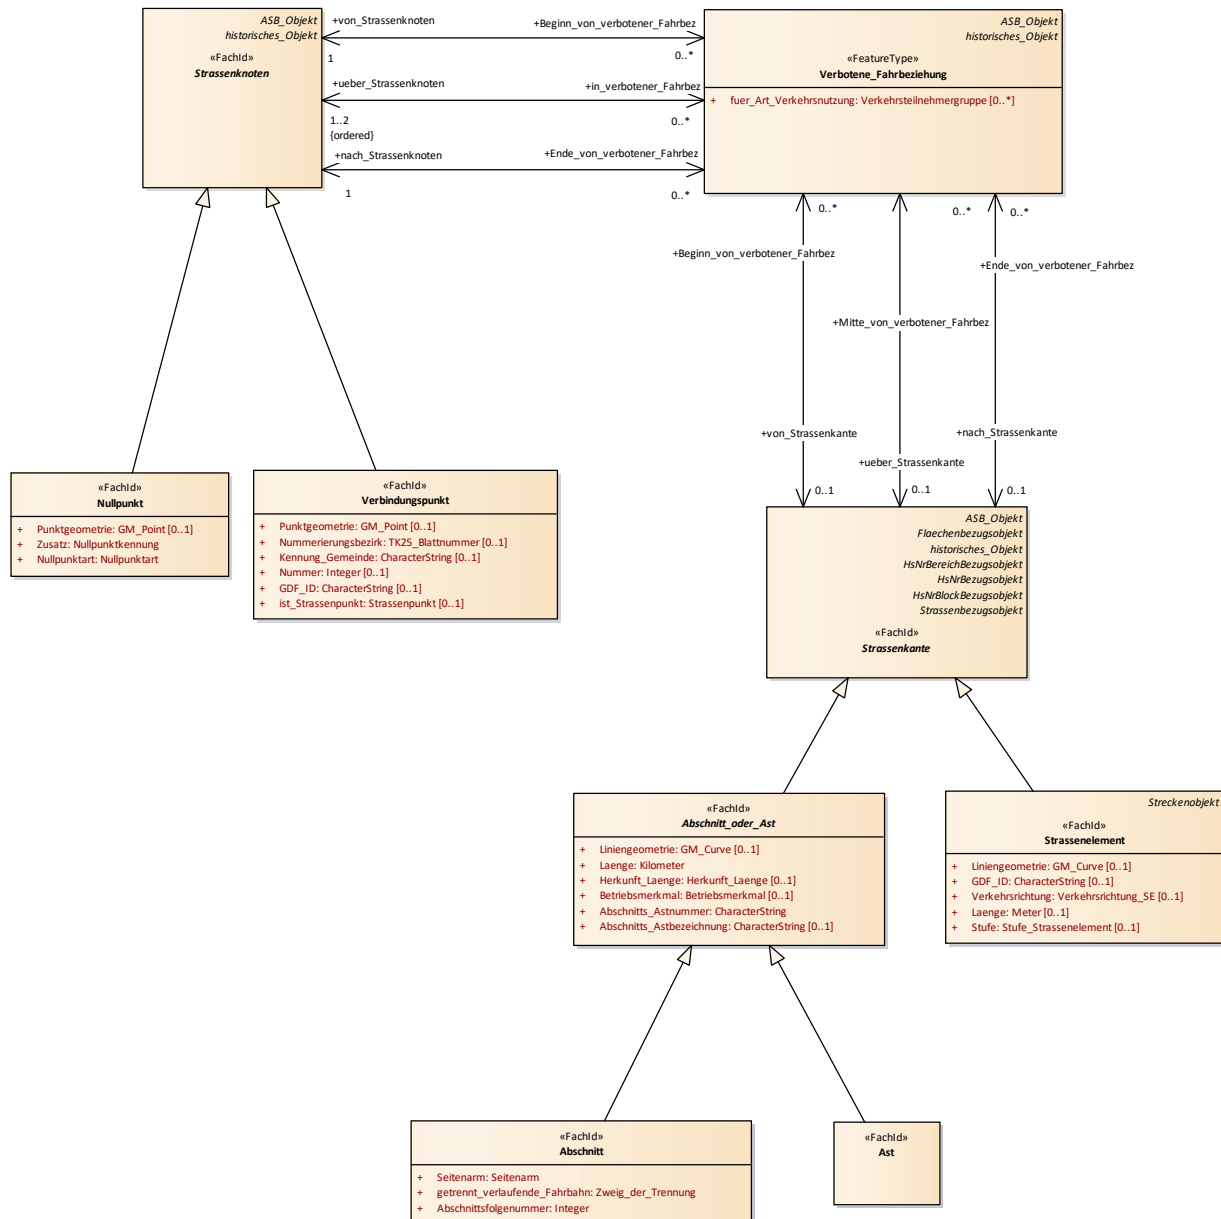 ASB_Objekt
historisches_Objekt
«FachId»
Strassenknoten
+von_Strassenknoten
+Beginn_von_verbotener_Fahrbez
1
0..*
+ueber_Strassenknoten
+in_verbotener_Fahrbez
1..2
{ordered}
0..*
+nach_Strassenknoten
+Ende_von_verbotener_Fahrbez
1
0..*
ASB_Objekt
historisches_Objekt
«FeatureType»
Verbotene_Fahrbeziehung
+ fuer_Art_Verkehrsnutzung: Verkehrsteilnehmergruppe [0..*]
0..*
0..*
0..*
+Beginn_von_verbotener_Fahrbez
+Ende_von_verbotener_Fahrbez
+Mitte_von_verbotener_Fahrbez
+von_Strassenkante
+nach_Strassenkante
+ueber_Strassenkante
0..1
0..1
0..1
«FachId»
Nullpunkt
+ Punktgeometrie: GM_Point [0..1]
+ Zusatz: Nullpunktkennung
+ Nullpunktart: Nullpunktart
«FachId»
Verbindungspunkt
+ Punktgeometrie: GM_Point [0..1]
+ Nummerierungsbezirk: TK25_Blattnummer [0..1]
+ Kennung_Gemeinde: CharacterString [0..1]
+ Nummer: Integer [0..1]
+ GDF_ID: CharacterString [0..1]
+ ist_Strassenpunkt: Strassenpunkt [0..1]
ASB_Objekt
Flaechenbezugsobjekt
historisches_Objekt
HsNrBereichBezugsobjekt
HsNrBezugsobjekt
HsNrBlockBezugsobjekt
Strassenbezugsobjekt
«FachId»
Strassenkante
«FachId»
Abschnitt_oder_Ast
+ Liniengeometrie: GM_Curve [0..1]
+ Laenge: Kilometer
+ Herkunft_Laenge: Herkunft_Laenge [0..1]
+ Betriebsmerkmal: Betriebsmerkmal [0..1]
+ Abschnitts_Astnummer: CharacterString
+ Abschnitts_Astbezeichnung: CharacterString [0..1]
Streckenobjekt
«FachId»
Strassenelement
+ Liniengeometrie: GM_Curve [0..1]
+ GDF_ID: CharacterString [0..1]
+ Verkehrsrichtung: Verkehrsrichtung_SE [0..1]
+ Laenge: Meter [0..1]
+ Stufe: Stufe_Strassenelement [0..1]
«FachId»
Abschnitt
+ Seitenarm: Seitenarm
+ getrennt_verlaufende_Fahrbahn: Zweig_der_Trennung
+ Abschnittsfolgenummer: Integer
«FachId»
Ast